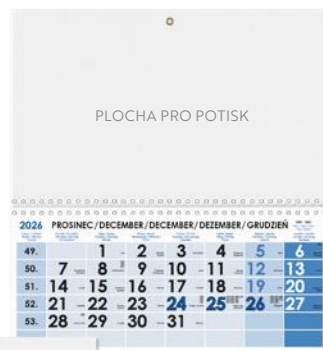 PLOCHA PRO POTISK
2026 PROSINEC/DECEMBER/DECEMBER/DEZEMBER/GRUDZIEŃ
49. 1 2 3 4 5 6
50. 7 8 9 10 11 12 13
51. 14 15 16 17 18 19 20
52. 21 22 23 24 25 26 27
53. 28 29 30 31